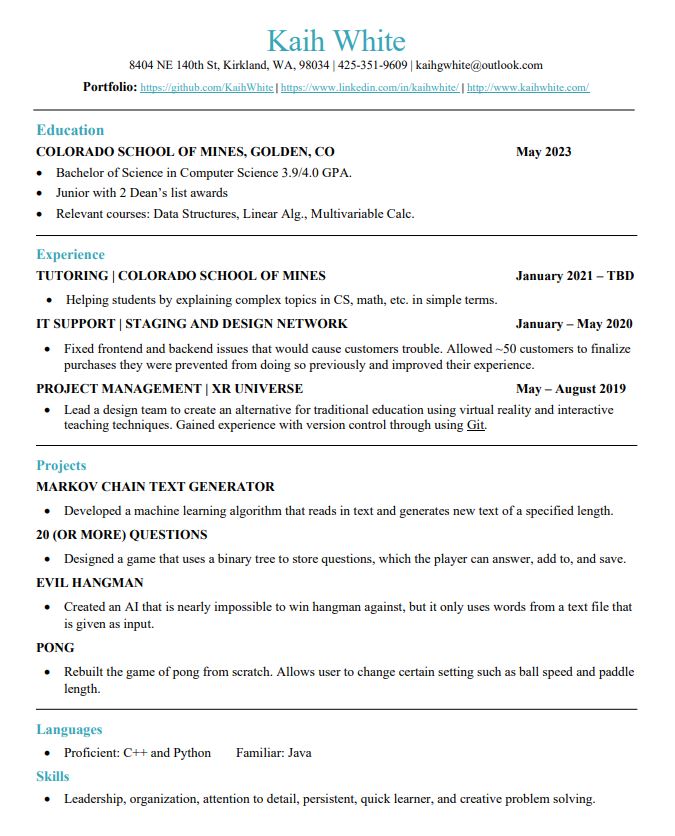 Kaih White
8404 NE 140th St, Kirkland, WA, 98034 | 425-351-9609 | kaihgwhite@outlook.com
Portfolio: https://github.com/KaihWhite | https://www.linkedin.com/in/kaihwhite/ | http://www.kaihwhite.com/
Education
COLORADO SCHOOL OF MINES, GOLDEN, CO May 2023
• Bachelor of Science in Computer Science 3.9/4.0 GPA.
• Junior with 2 Dean's list awards
• Relevant courses: Data Structures, Linear Alg., Multivariable Calc.
Experience
TUTORING | COLORADO SCHOOL OF MINES January 2021 – TBD
• Helping students by explaining complex topics in CS, math, etc. in simple terms.
IT SUPPORT | STAGING AND DESIGN NETWORK January – May 2020
• Fixed frontend and backend issues that would cause customers trouble. Allowed ~50 customers to finalize
purchases they were prevented from doing so previously and improved their experience.
PROJECT MANAGEMENT | XR UNIVERSE May – August 2019
• Lead a design team to create an alternative for traditional education using virtual reality and interactive
teaching techniques. Gained experience with version control through using Git.
Projects
MARKOV CHAIN TEXT GENERATOR
• Developed a machine learning algorithm that reads in text and generates new text of a specified length.
20 (OR MORE) QUESTIONS
• Designed a game that uses a binary tree to store questions, which the player can answer, add to, and save.
EVIL HANGMAN
• Created an AI that is nearly impossible to win hangman against, but it only uses words from a text file that
is given as input.
PONG
• Rebuilt the game of pong from scratch. Allows user to change certain setting such as ball speed and paddle
length.
Languages
• Proficient: C++ and Python Familiar: Java
Skills
• Leadership, organization, attention to detail, persistent, quick learner, and creative problem solving.